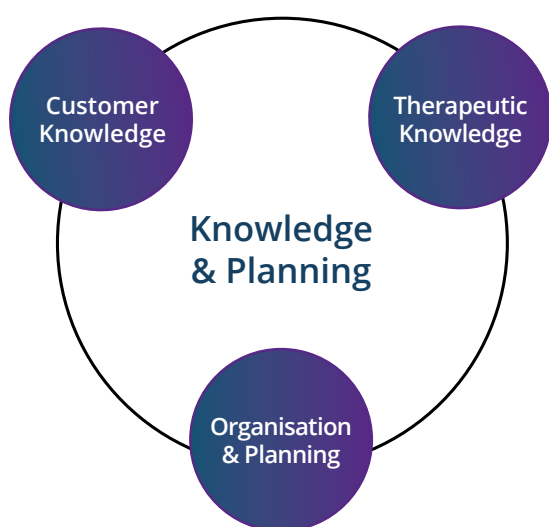 Customer
Knowledge
Therapeutic
Knowledge
Knowledge
& Planning
Organisation
& Planning